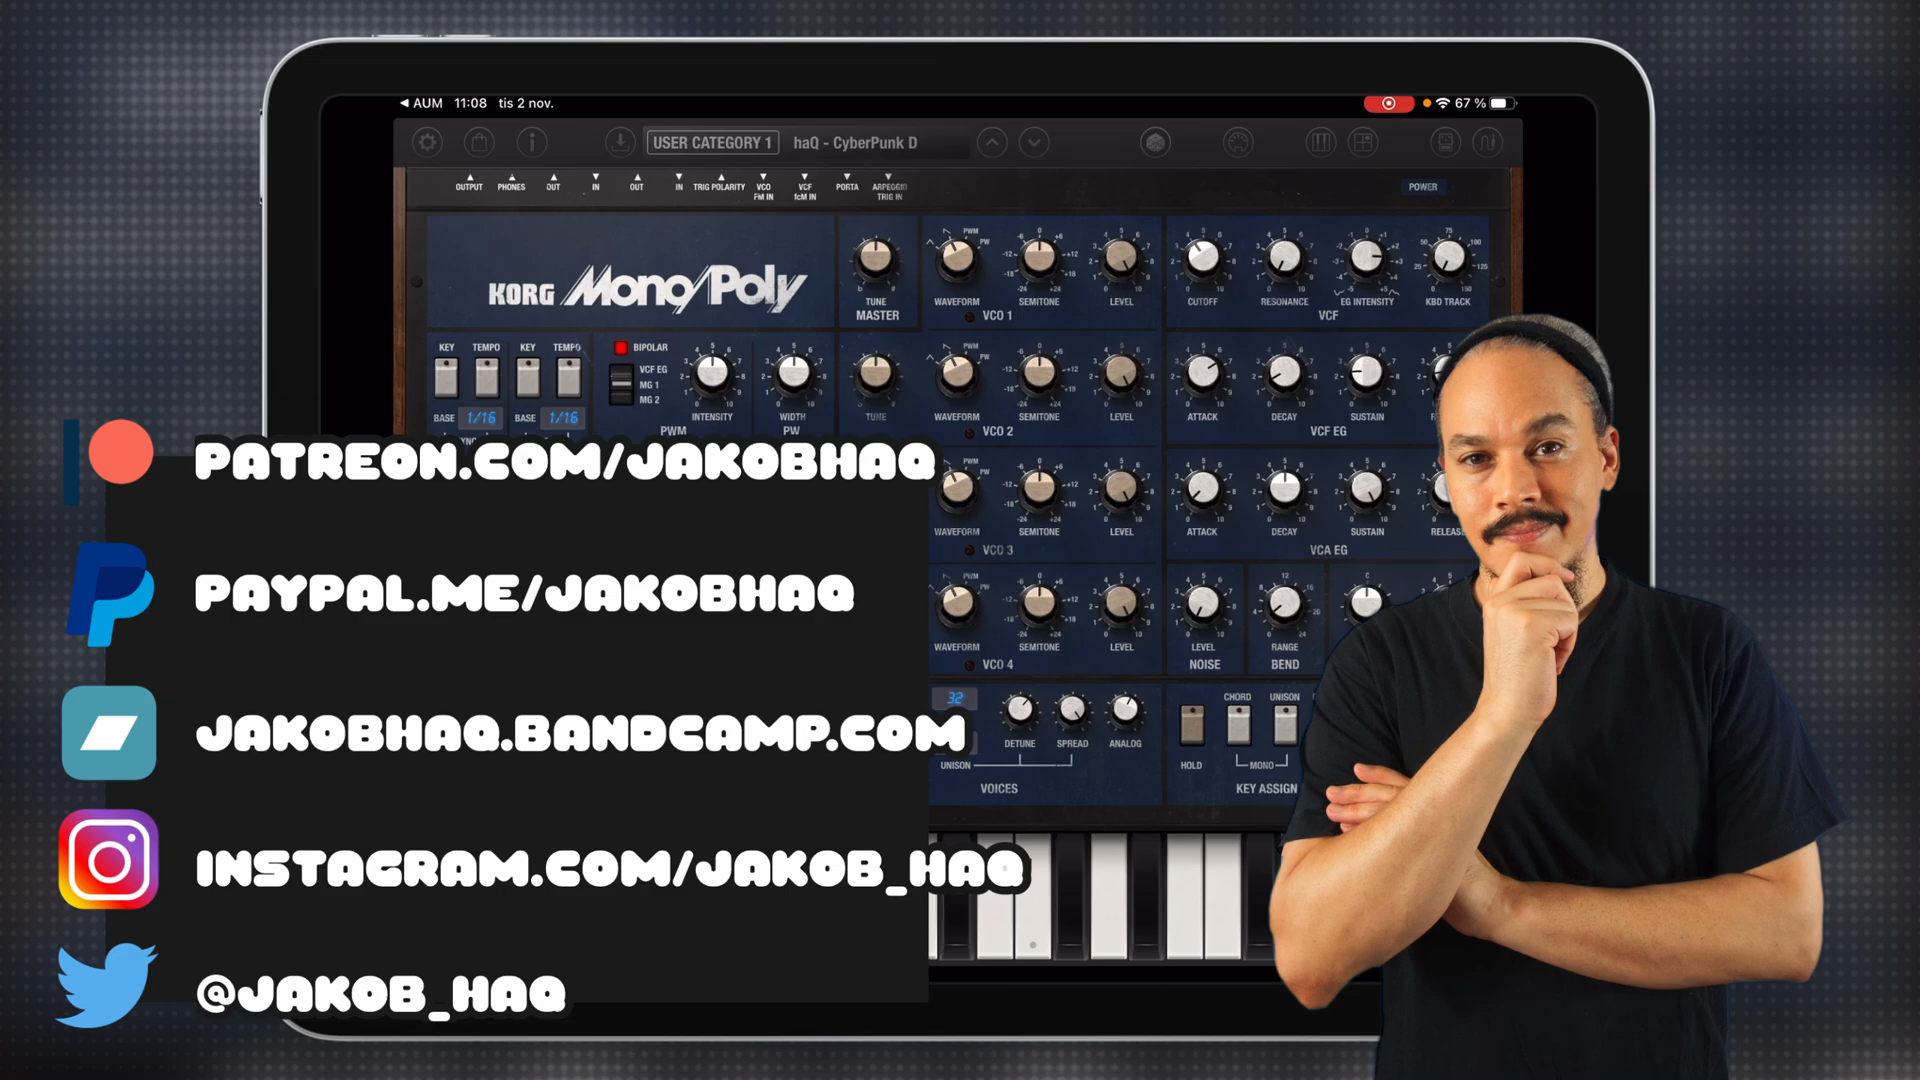 AUM 11:08 tis 2 nov. 67 %
USER CATEGORY 1 haQ - CyberPunk D
OUTPUT PHONES OUT IN OUT IN TRIG POLARITY VCO FM IN VCF fcM IN PORTA ARPEGGIO TRIG IN POWER
KORG Mono/Poly
TUNE
MASTER
WAVEFORM SEMITONE LEVEL
VCO 1
CUTOFF RESONANCE EG INTENSITY KBD TRACK
VCF
KEY TEMPO KEY TEMPO
BASE 1/16 BASE 1/16
BIPOLAR
VCF EG
MG 1
MG 2
INTENSITY WIDTH
PWM PW
TUNE
WAVEFORM SEMITONE LEVEL
VCO 2
ATTACK DECAY SUSTAIN
VCF EG
PATREON.COM/JAKOBHAQ
WAVEFORM SEMITONE LEVEL
VCO 3
ATTACK DECAY SUSTAIN
VCA EG
PAYPAL.ME/JAKOBHAQ
WAVEFORM SEMITONE LEVEL
VCO 4
LEVEL
NOISE
RANGE
BEND
JAKOBHAQ.BANDCAMP.COM
32
DETUNE SPREAD ANALOG
UNISON
VOICES
CHORD UNISON
HOLD MONO
KEY ASSIGN
INSTAGRAM.COM/JAKOB_HAQ
@JAKOB_HAQ